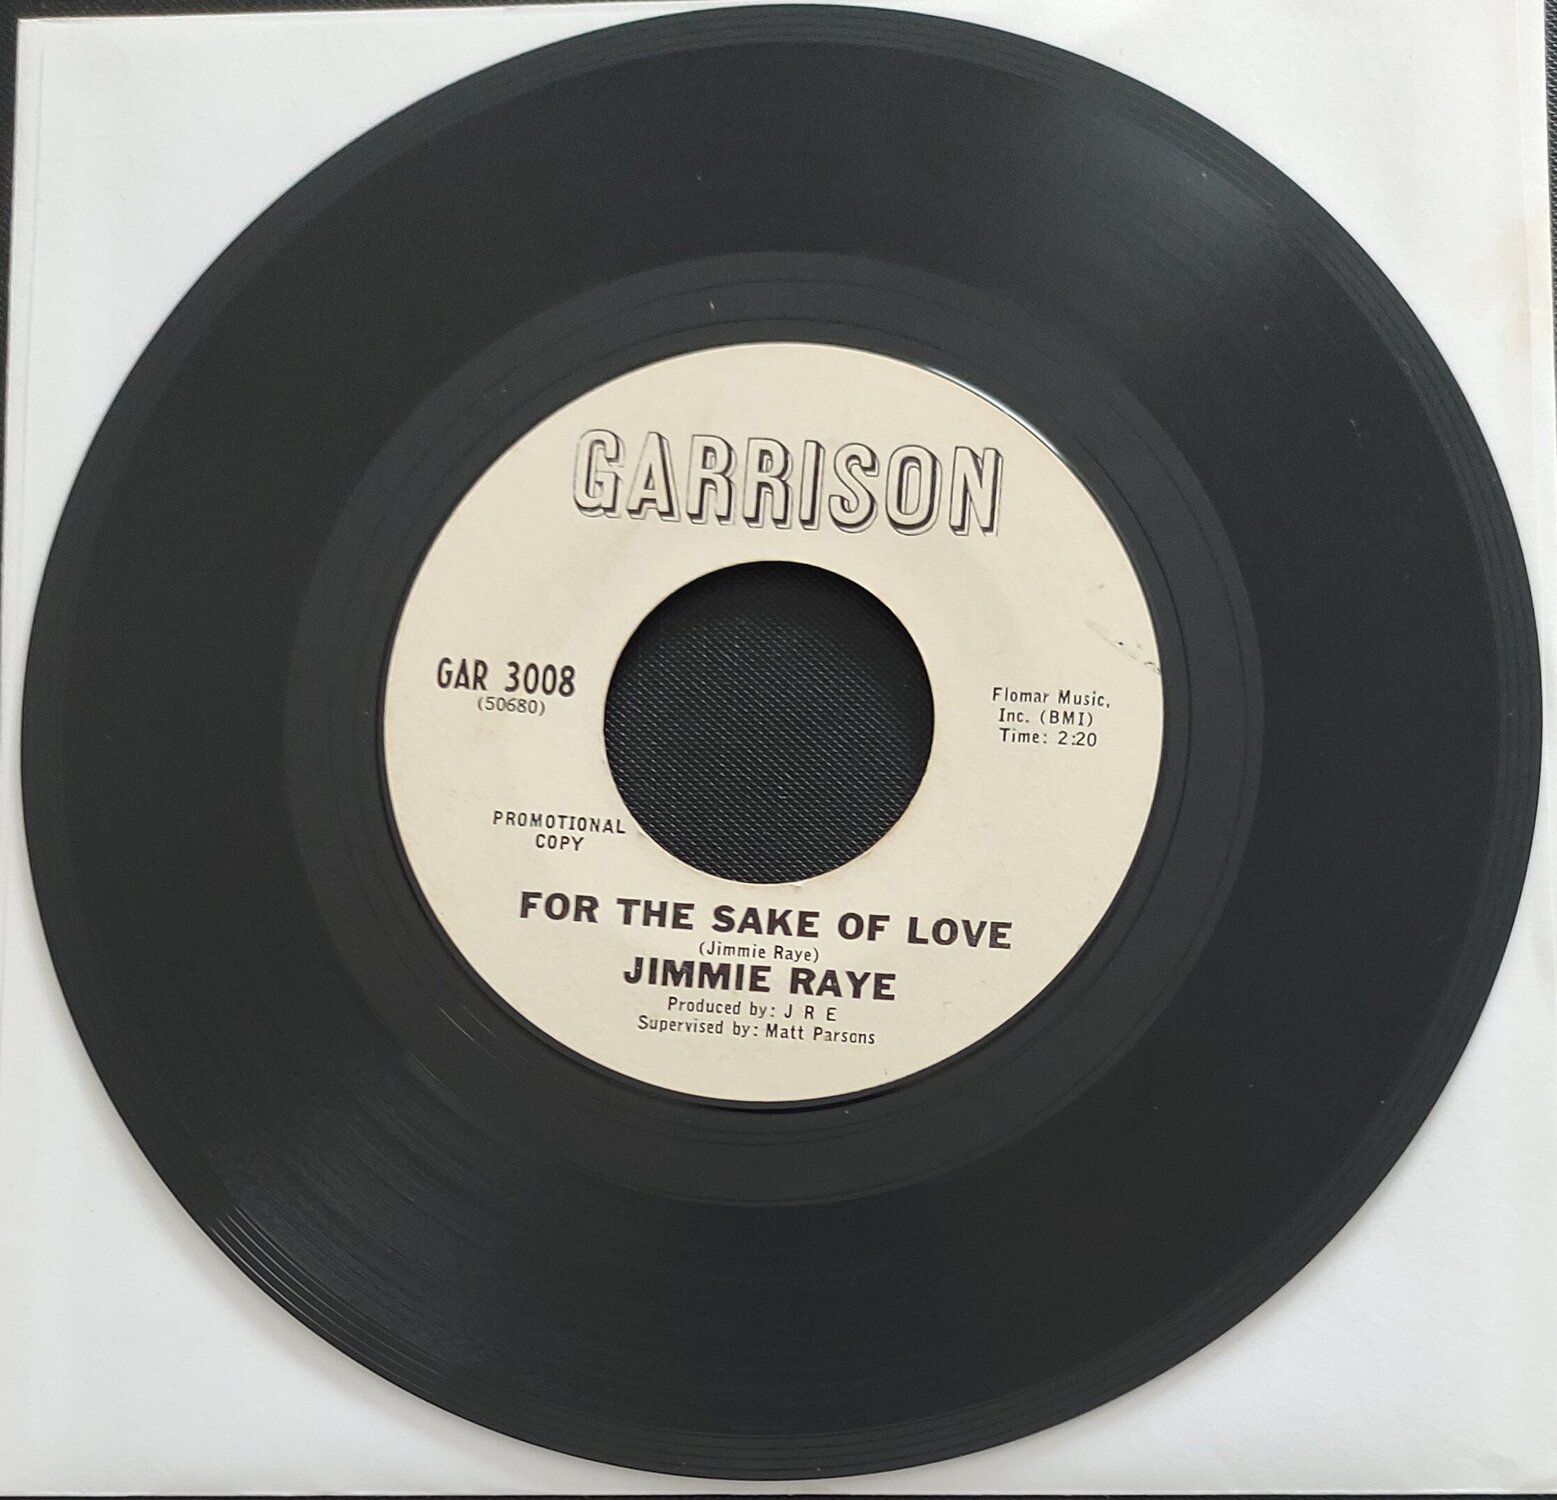 GARRISON
GAR 3008
(50680)
Flomar Music,
Inc. (BMI)
Time: 2:20
PROMOTIONAL
COPY
FOR THE SAKE OF LOVE
(Jimmie Raye)
JIMMIE RAYE
Produced by: J R E
Supervised by: Matt Parsons